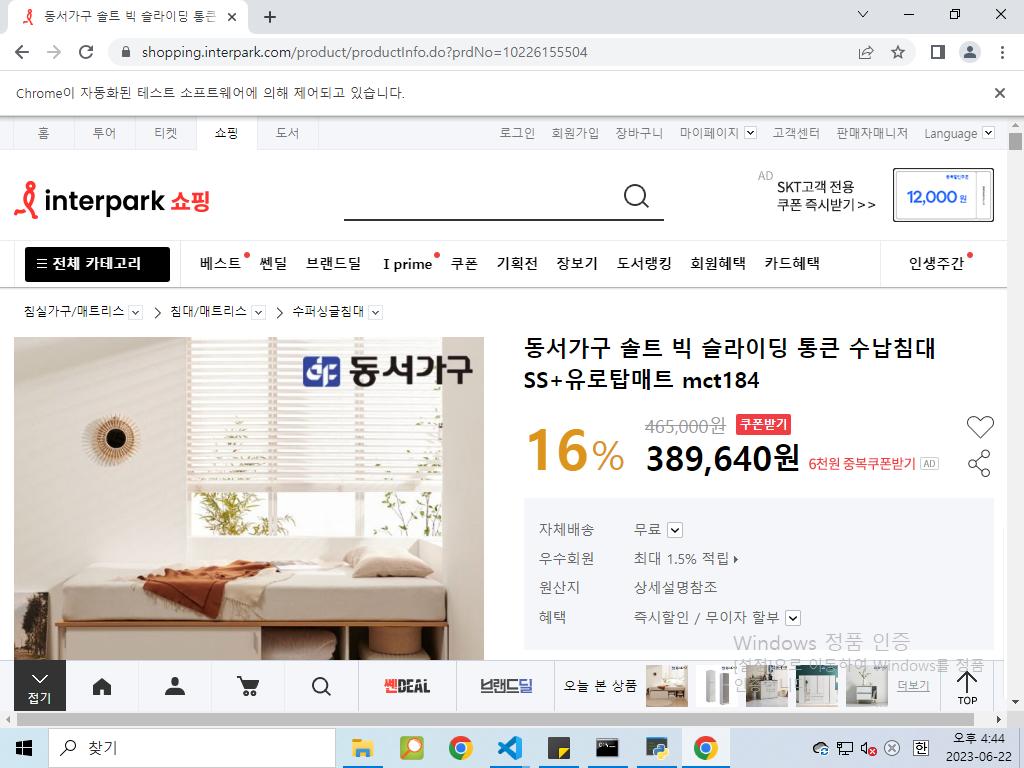 동서가구 솔트 빅 슬라이딩 통큰
shopping.interpark.com/product/productInfo.do?prdNo=10226155504
Chrome이 자동화된 테스트 소프트웨어에 의해 제어되고 있습니다.
홈 투어 티켓 쇼핑 도서 로그인 회원가입 장바구니 마이페이지 고객센터 판매자매니저 Language
interpark 쇼핑
AD SKT고객 전용
쿠폰 즉시받기 >>
12,000 원
전체 카테고리 베스트 쎈딜 브랜드딜 I prime 쿠폰 기획전 장보기 도서랭킹 회원혜택 카드혜택 인생주간
침실가구/매트리스 > 침대/매트리스 > 수퍼싱글침대
동서가구
동서가구 솔트 빅 슬라이딩 통큰 수납침대
SS+유로탑매트 mct184
16%
465,000원 쿠폰받기
389,640원 6천원 중복쿠폰받기 AD
자체배송 무료
우수회원 최대 1.5% 적립
원산지 상세설명참조
혜택 즉시할인 / 무이자 할부
Windows 정품 인증
[설정]으로 이동하여 Windows를 정품
접기
쎈DEAL
브랜드딜
오늘 본 상품
더보기
TOP
찾기
한
오후 4:44
2023-06-22